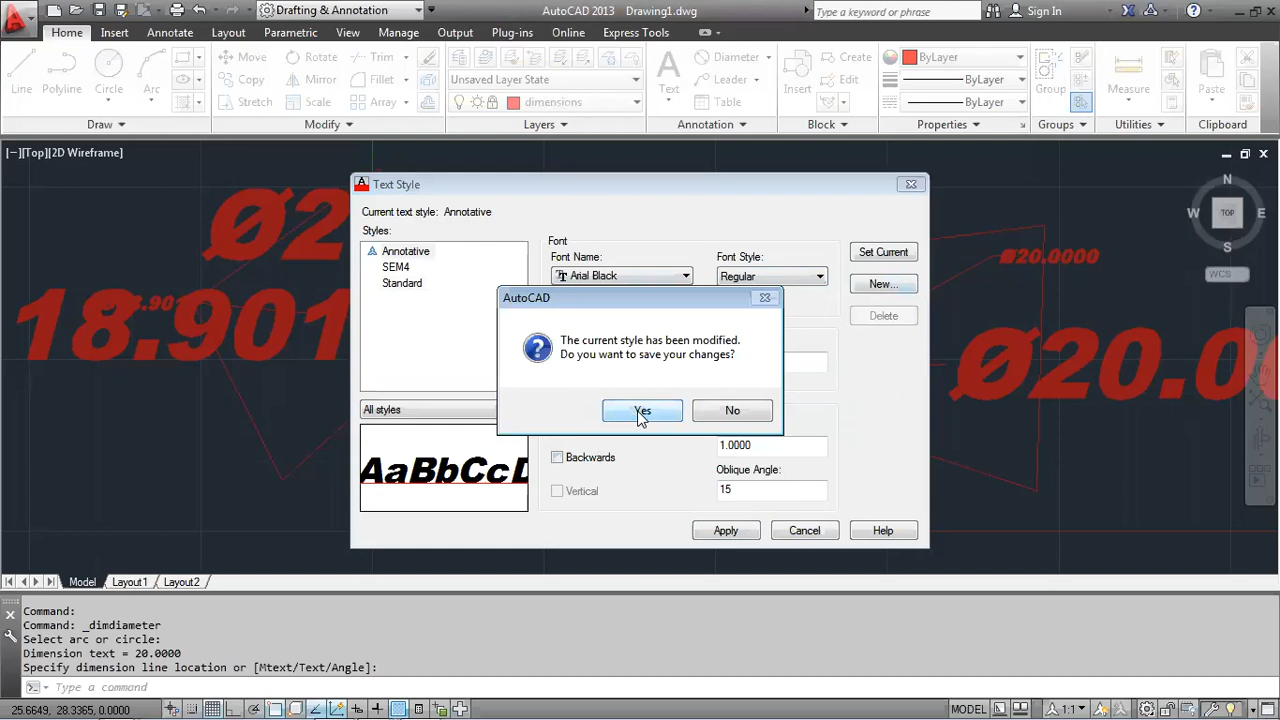 Drafting & Annotation
AutoCAD 2013 Drawing1.dwg
Type a keyword or phrase
Sign In
Home Insert Annotate Layout Parametric View Manage Output Plug-ins Online Express Tools
Line Polyline Circle Arc
Move Rotate
Copy Mirror Fillet
Stretch Scale Array
Unsaved Layer State
dimensions
Text
Diameter
Leader
Table
Insert
Create
Edit
ByLayer
ByLayer
ByLayer
Group
Measure
Paste
Draw Modify Layers Annotation Block Properties Groups Utilities Clipboard
[−][Top][2D Wireframe]
Ø2
18.901
.90
Ø20.0000
Ø20.0
N
W TOP E
S
WCS
Text Style
Current text style: Annotative
Styles:
Annotative
SEM4
Standard
All styles
AaBbCcD
Font
Font Name:
Arial Black
Font Style:
Regular
Set Current
New...
Delete
AutoCAD
The current style has been modified.
Do you want to save your changes?
Yes No
Backwards
Vertical
1.0000
Oblique Angle:
15
Apply Cancel Help
Model Layout1 Layout2
Command:
Command: _dimdiameter
Select arc or circle:
Dimension text = 20.0000
Specify dimension line location or [Mtext/Text/Angle]:
Type a command
25.6649, 28.3365, 0.0000
MODEL
1:1